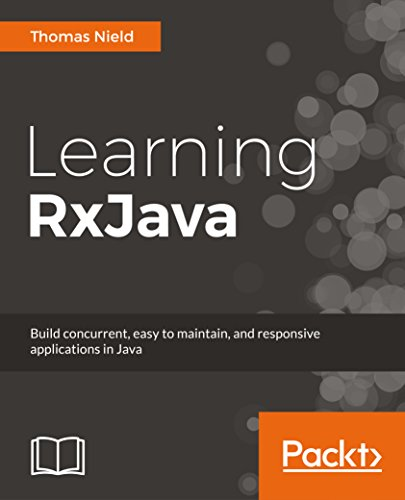 Thomas Nield
Learning
RxJava
Build concurrent, easy to maintain, and responsive
applications in Java
Packt>